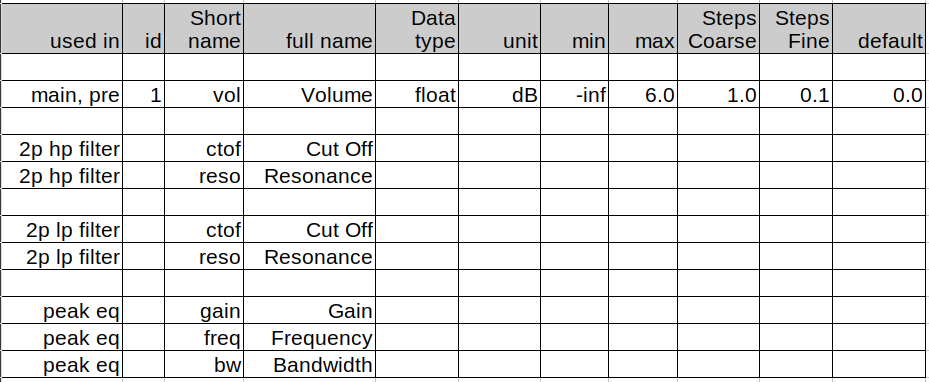 used in id Short name full name Data type unit min max Steps Coarse Steps Fine default
main, pre 1 vol Volume float dB -inf 6.0 1.0 0.1 0.0
2p hp filter ctof Cut Off
2p hp filter reso Resonance
2p lp filter ctof Cut Off
2p lp filter reso Resonance
peak eq gain Gain
peak eq freq Frequency
peak eq bw Bandwidth